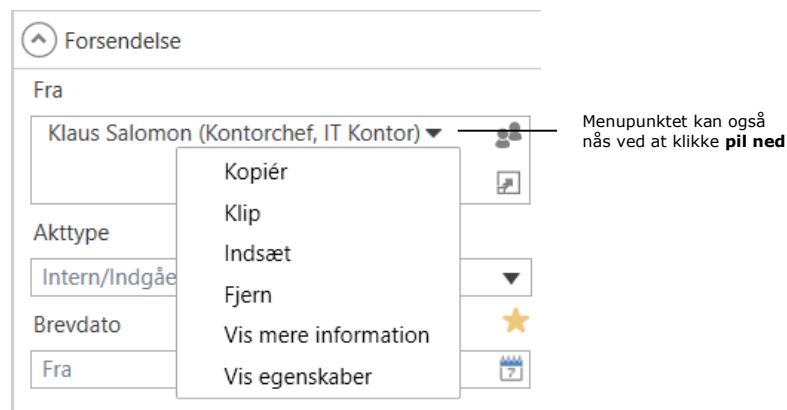 Forsendelse
Fra
Klaus Salomon (Kontorchef, IT Kontor)
Menupunktet kan også
nås ved at klikke pil ned
Kopiér
Klip
Indsæt
Fjern
Vis mere information
Vis egenskaber
Akttype
Intern/Indgåe
Brevdato
Fra
7